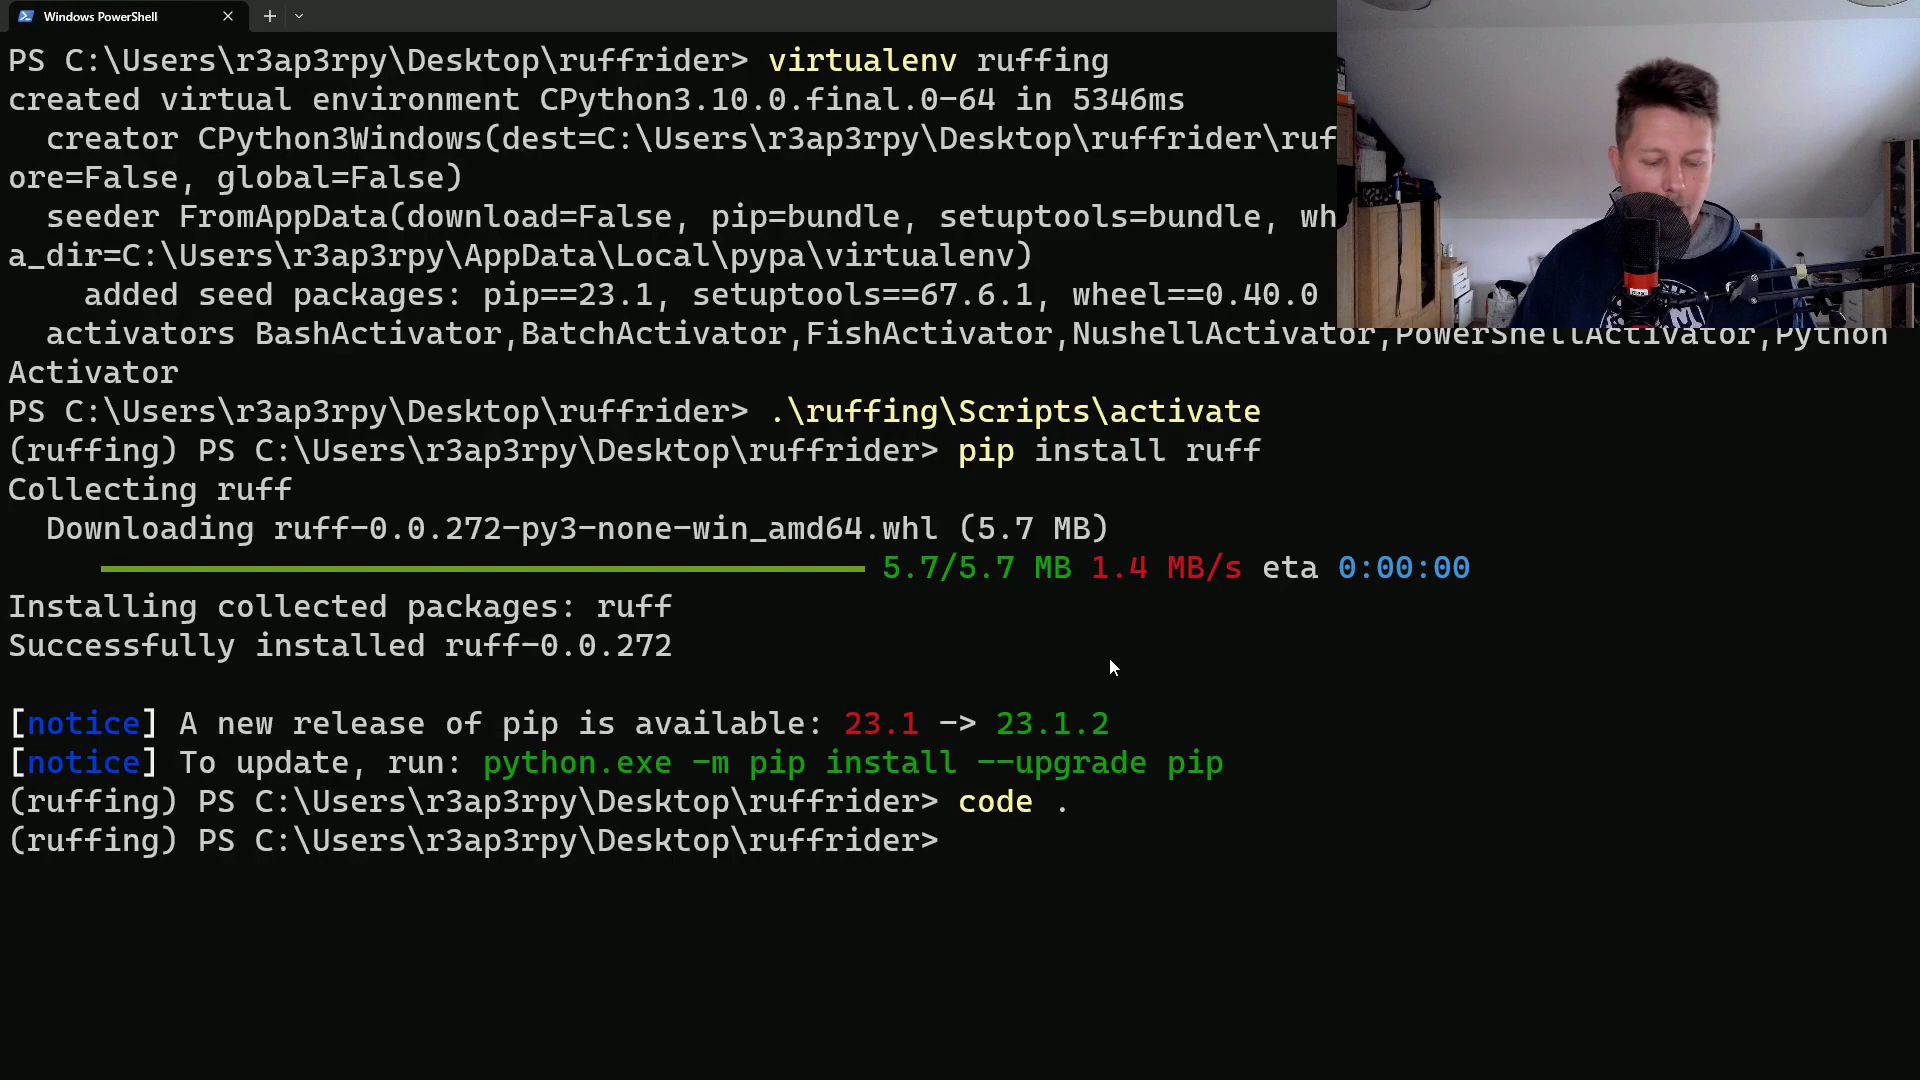 Windows PowerShell
PS C:\Users\r3ap3rpy\Desktop\ruffrider> virtualenv ruffing
created virtual environment CPython3.10.0.final.0-64 in 5346ms
creator CPython3Windows(dest=C:\Users\r3ap3rpy\Desktop\ruffrider\ruf
ore=False, global=False)
seeder FromAppData(download=False, pip=bundle, setuptools=bundle, wh
a_dir=C:\Users\r3ap3rpy\AppData\Local\pypa\virtualenv)
added seed packages: pip==23.1, setuptools==67.6.1, wheel==0.40.0
activators BashActivator,BatchActivator,FishActivator,NushellActivator,PowerShellActivator,Python
Activator
PS C:\Users\r3ap3rpy\Desktop\ruffrider> .\ruffing\Scripts\activate
(ruffing) PS C:\Users\r3ap3rpy\Desktop\ruffrider> pip install ruff
Collecting ruff
Downloading ruff-0.0.272-py3-none-win_amd64.whl (5.7 MB)
5.7/5.7 MB 1.4 MB/s eta 0:00:00
Installing collected packages: ruff
Successfully installed ruff-0.0.272
[notice] A new release of pip is available: 23.1 -> 23.1.2
[notice] To update, run: python.exe -m pip install --upgrade pip
(ruffing) PS C:\Users\r3ap3rpy\Desktop\ruffrider> code .
(ruffing) PS C:\Users\r3ap3rpy\Desktop\ruffrider>